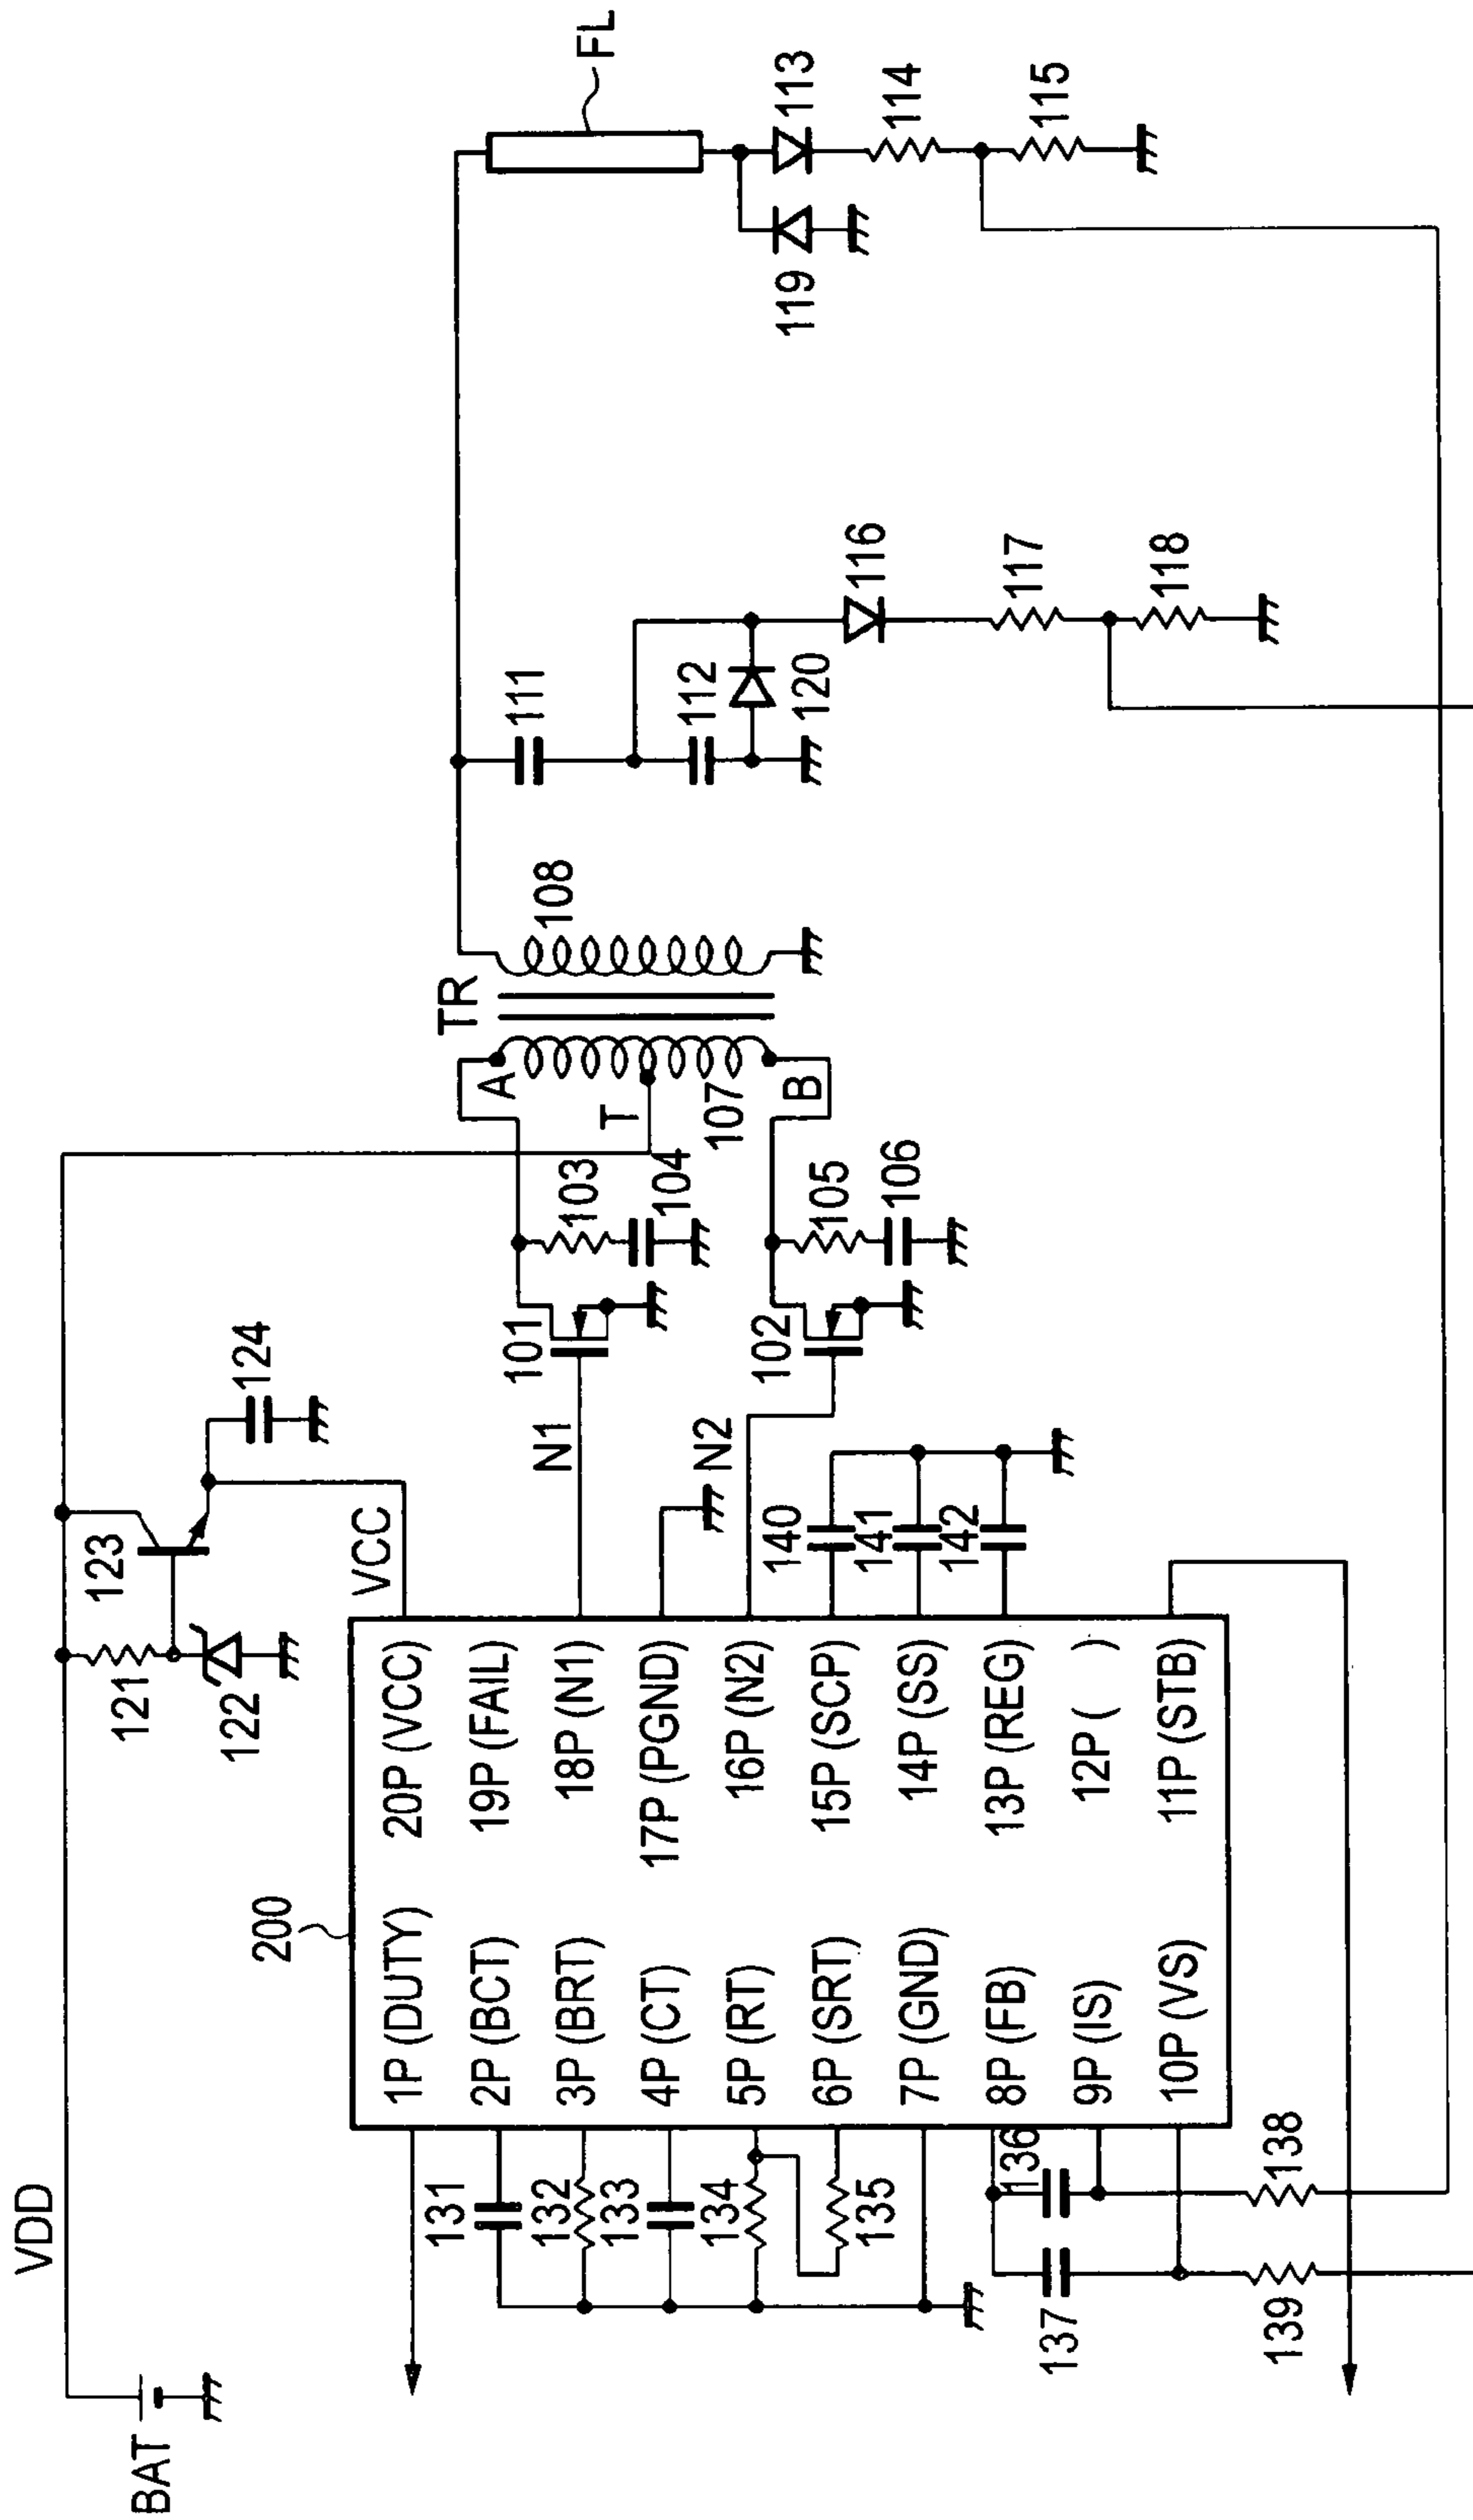 BAT
VDD
121
122
123
124
VCC
200
1P (DUTY)
2P (BCT)
3P (BRT)
4P (CT)
5P (RT)
6P (SRT)
7P (GND)
8P (FB)
9P (IS)
10P (VS)
20P (VCC)
19P (FAIL)
18P (N1)
17P (PGND)
16P (N2)
15P (SCP)
14P (SS)
13P (REG)
12P ( )
11P (STB)
131
132
133
134
135
136
137
138
139
140
141
142
N1
N2
101
102
103
104
105
106
A
T
B
107
TR
108
111
112
120
116
117
118
FL
113
119
114
115